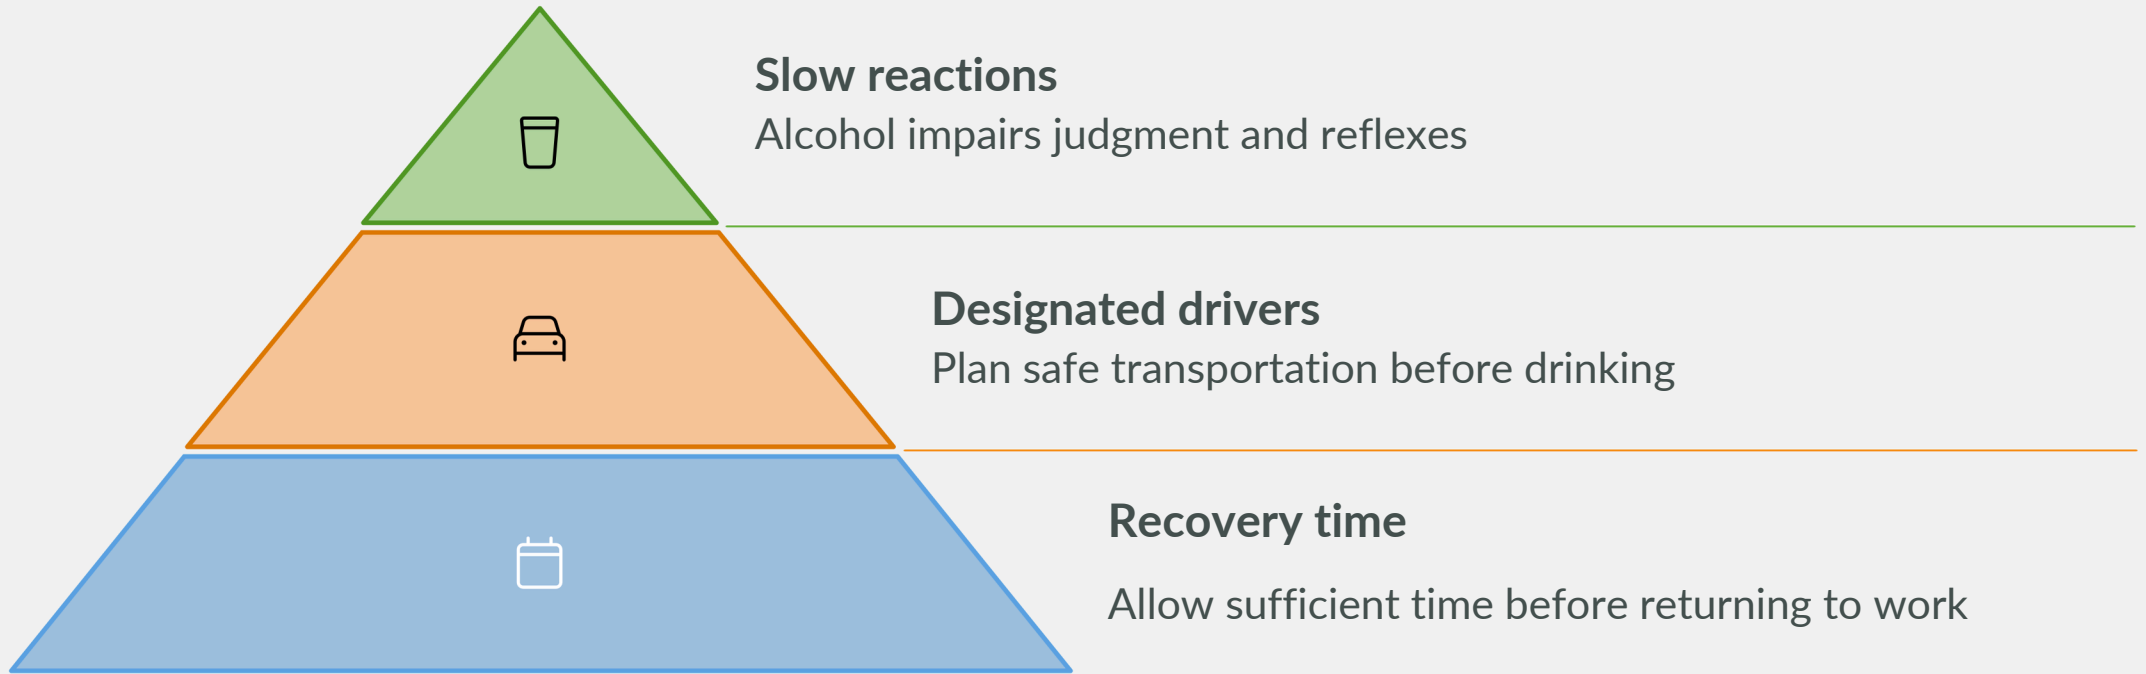 Slow reactions
Alcohol impairs judgment and reflexes
Designated drivers
Plan safe transportation before drinking
Recovery time
Allow sufficient time before returning to work